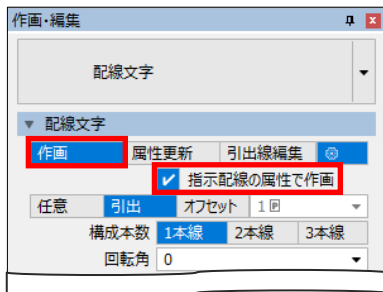 作画・編集
配線文字
配線文字
作画 属性更新 引出線編集
指示配線の属性で作画
任意 引出 オフセット 1 P
構成本数 1本線 2本線 3本線
回転角 0